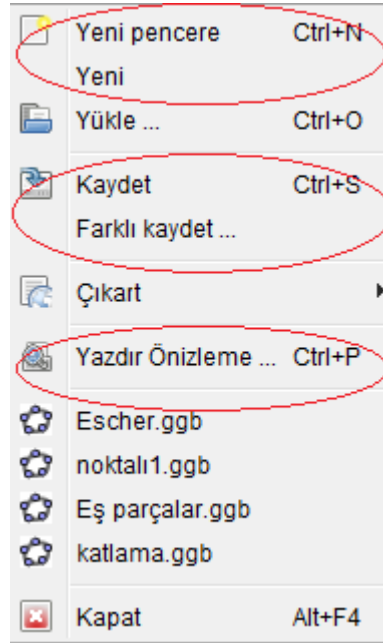 Yeni pencere Ctrl+N
Yeni
Yükle ... Ctrl+O
Kaydet Ctrl+S
Farklı kaydet ...
Çıkart
Yazdır Önizleme ... Ctrl+P
Escher.ggb
noktalı1.ggb
Eş parçalar.ggb
katlama.ggb
Kapat Alt+F4